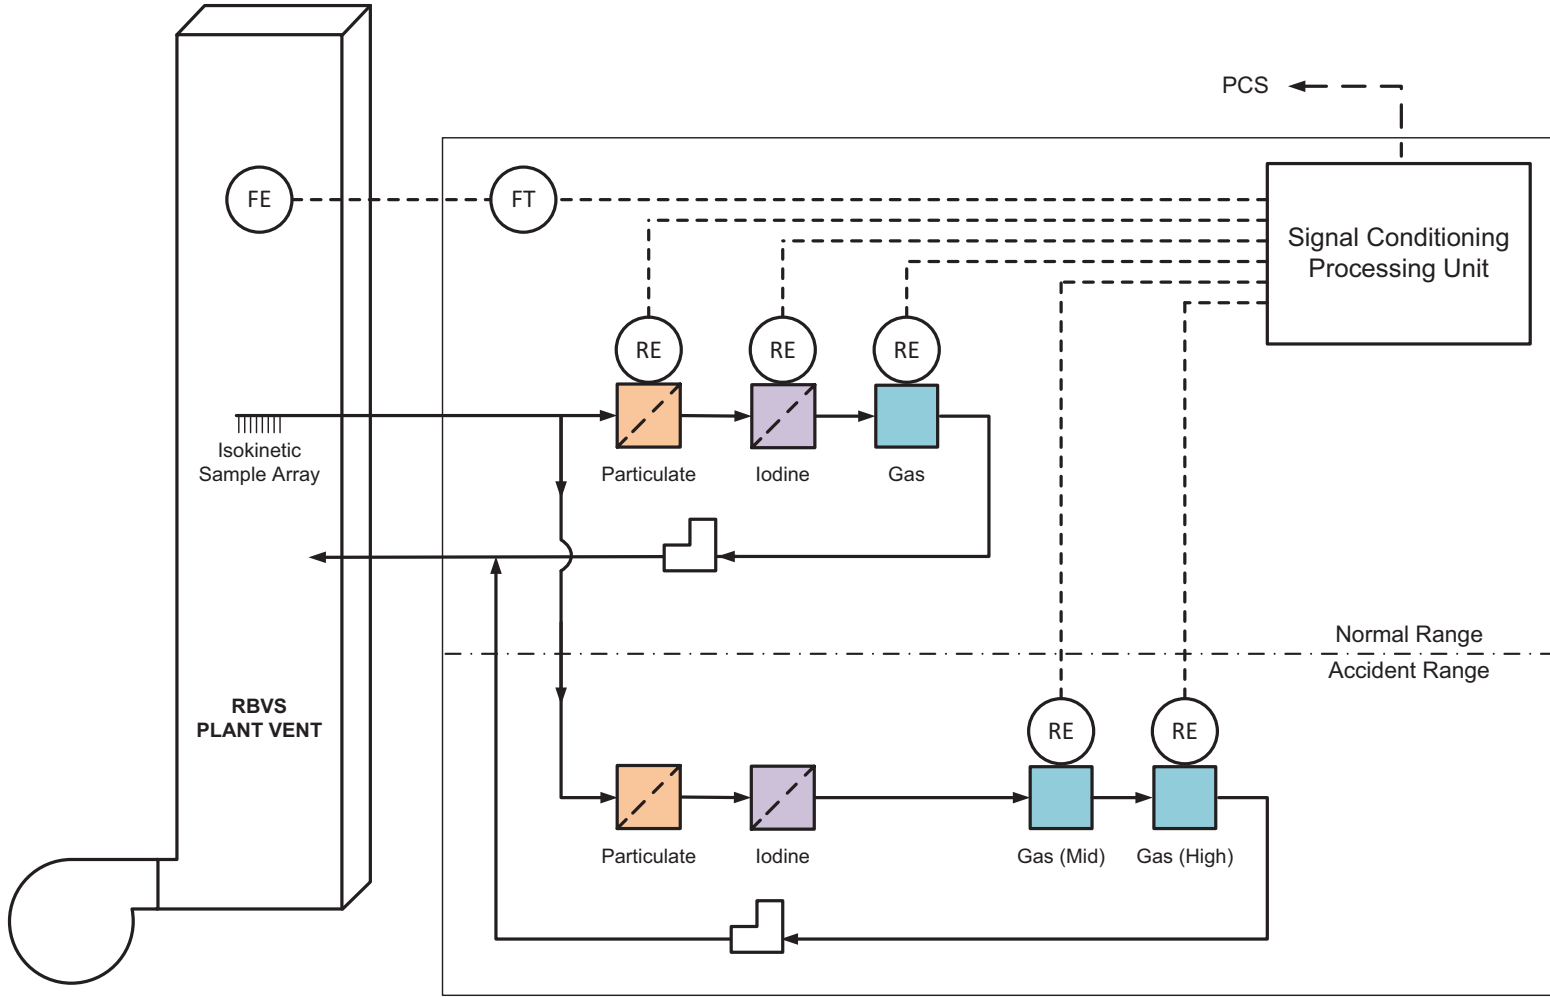 PCS
FE
FT
Signal Conditioning
Processing Unit
RE
RE
RE
Isokinetic
Sample Array
Particulate
Iodine
Gas
Normal Range
Accident Range
RBVS
PLANT VENT
RE
RE
Particulate
Iodine
Gas (Mid)
Gas (High)